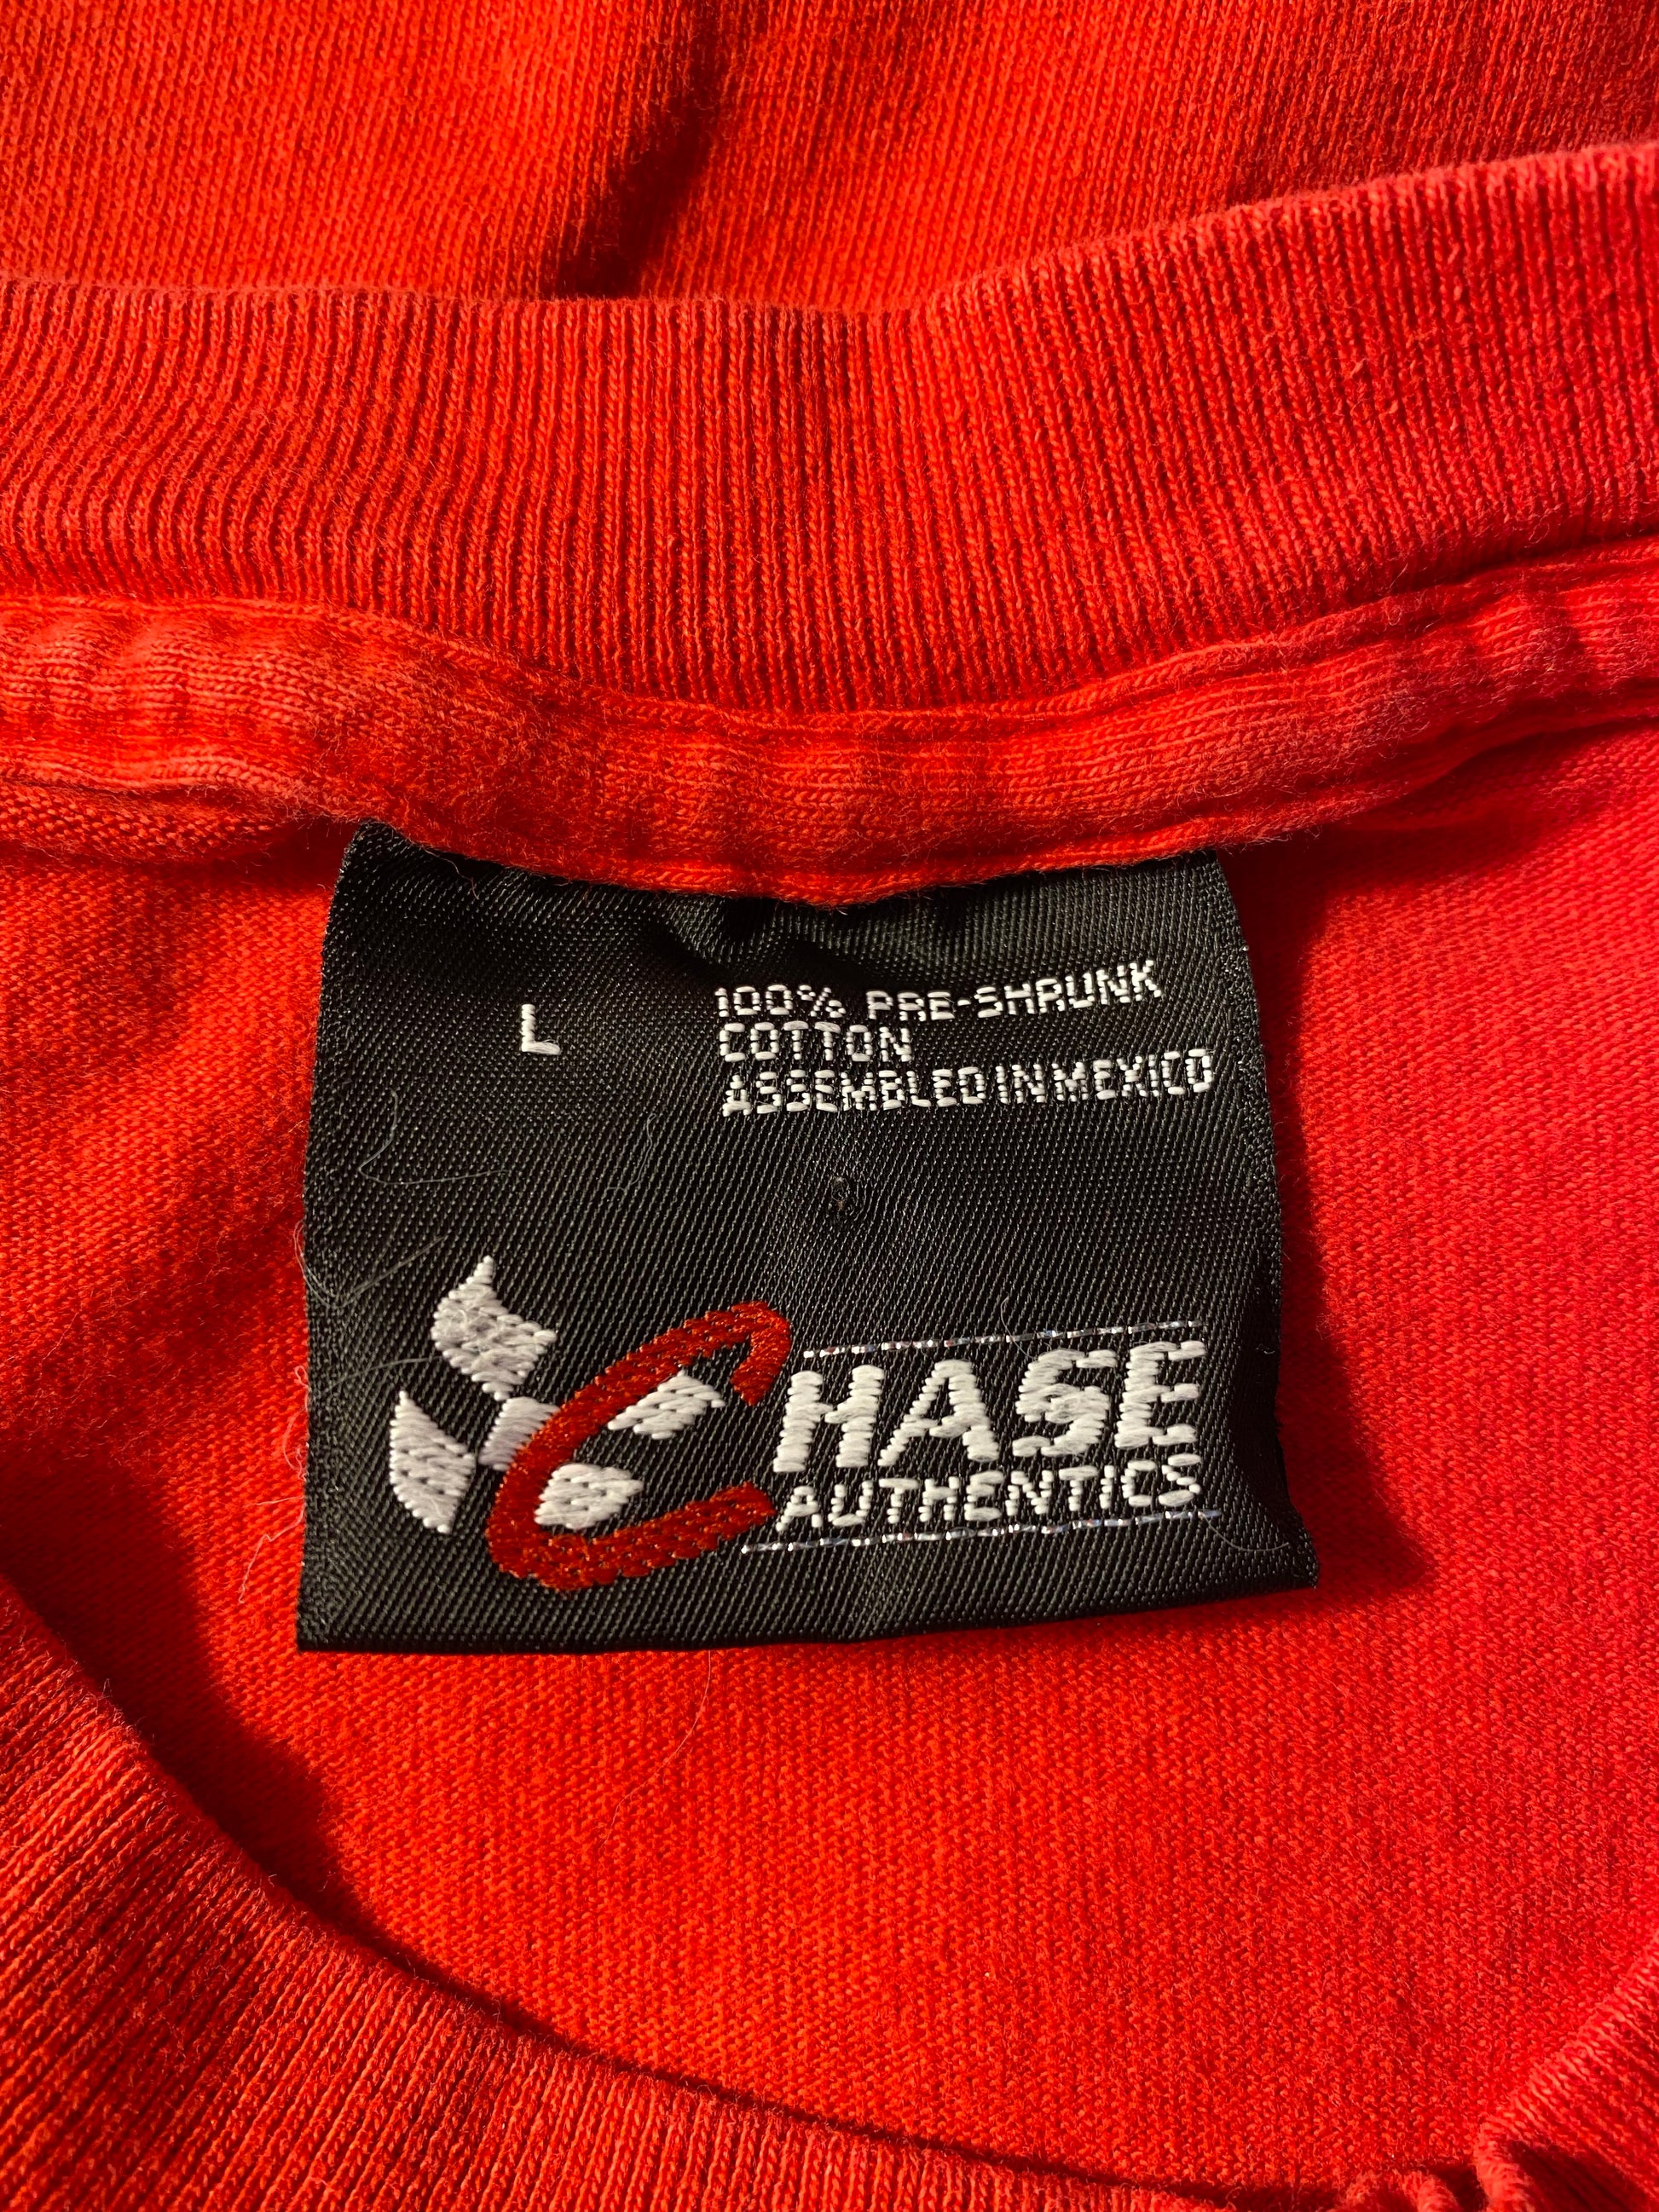 L
100% PRE-SHRUNK
COTTON
ASSEMBLED IN MEXICO
CHASE
AUTHENTICS